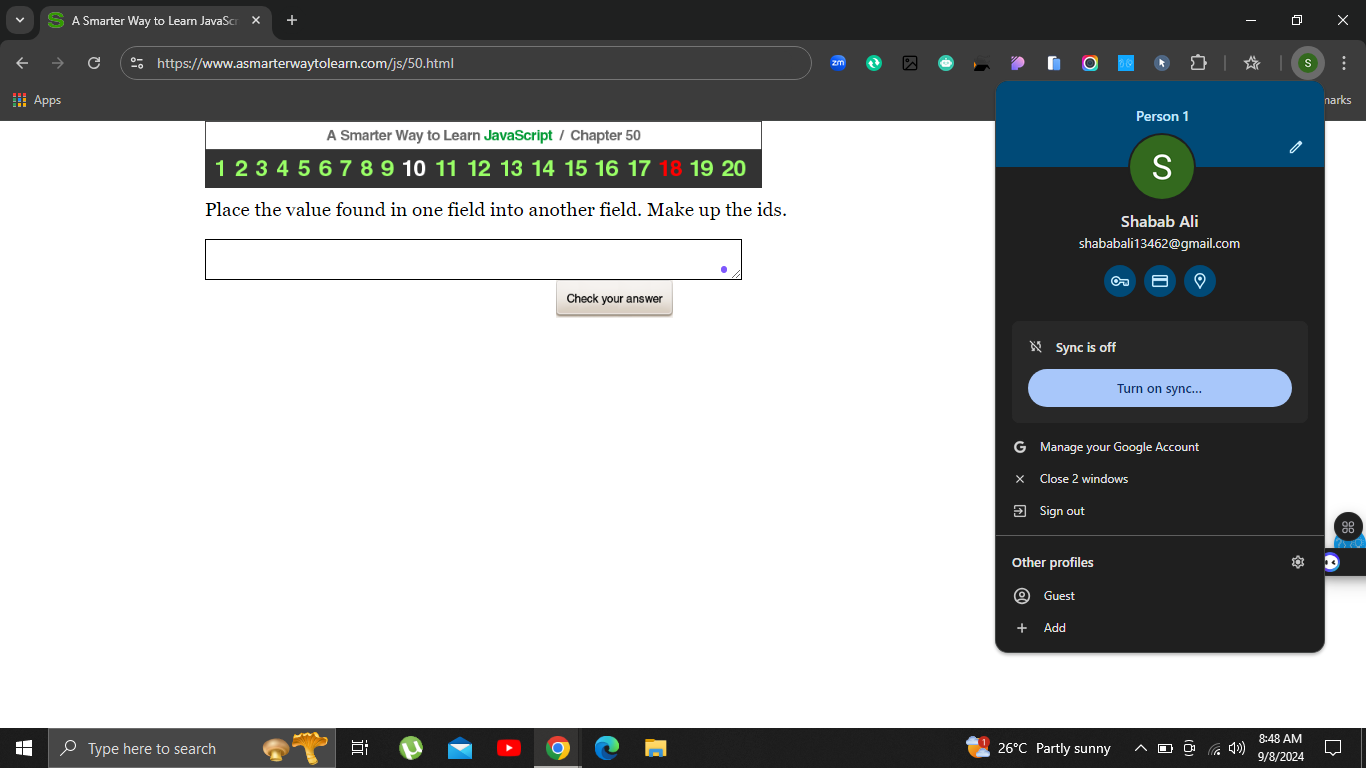 A Smarter Way to Learn JavaSc
https://www.asmarterwaytolearn.com/js/50.html
zm
S
Apps
marks
A Smarter Way to Learn JavaScript / Chapter 50
1 2 3 4 5 6 7 8 9 10 11 12 13 14 15 16 17 18 19 20
Place the value found in one field into another field. Make up the ids.
Check your answer
Person 1
S
Shabab Ali
shababali13462@gmail.com
Sync is off
Turn on sync...
Manage your Google Account
Close 2 windows
Sign out
Other profiles
Guest
Add
Type here to search
1
26°C Partly sunny
8:48 AM
9/8/2024